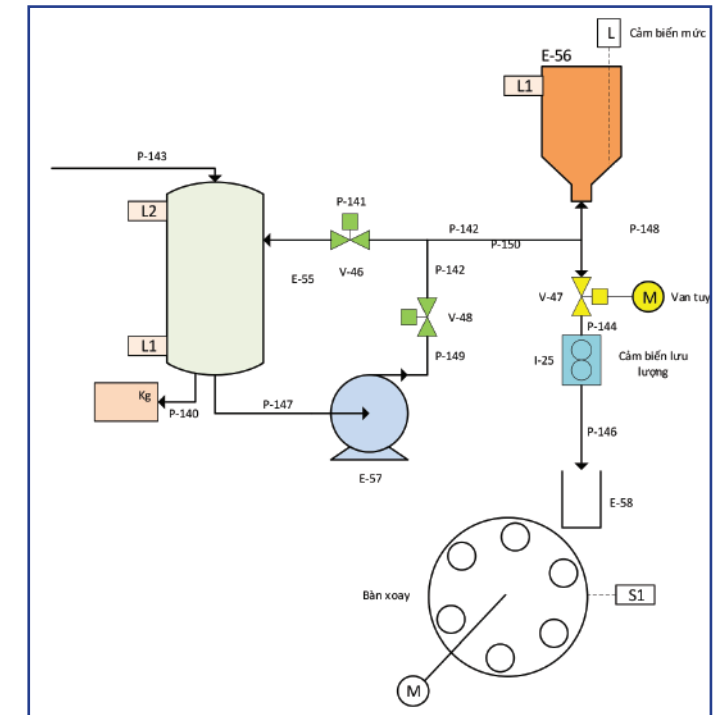 L
Cảm biến mức
E-56
L1
P-143
P-141
L2
P-142
P-148
P-150
E-55
V-46
P-142
V-47
M
Van tuy
V-48
P-144
L1
P-149
I-25
Cảm biến lưu
lượng
Kg
P-140
P-147
P-146
E-57
E-58
Bàn xoay
S1
M